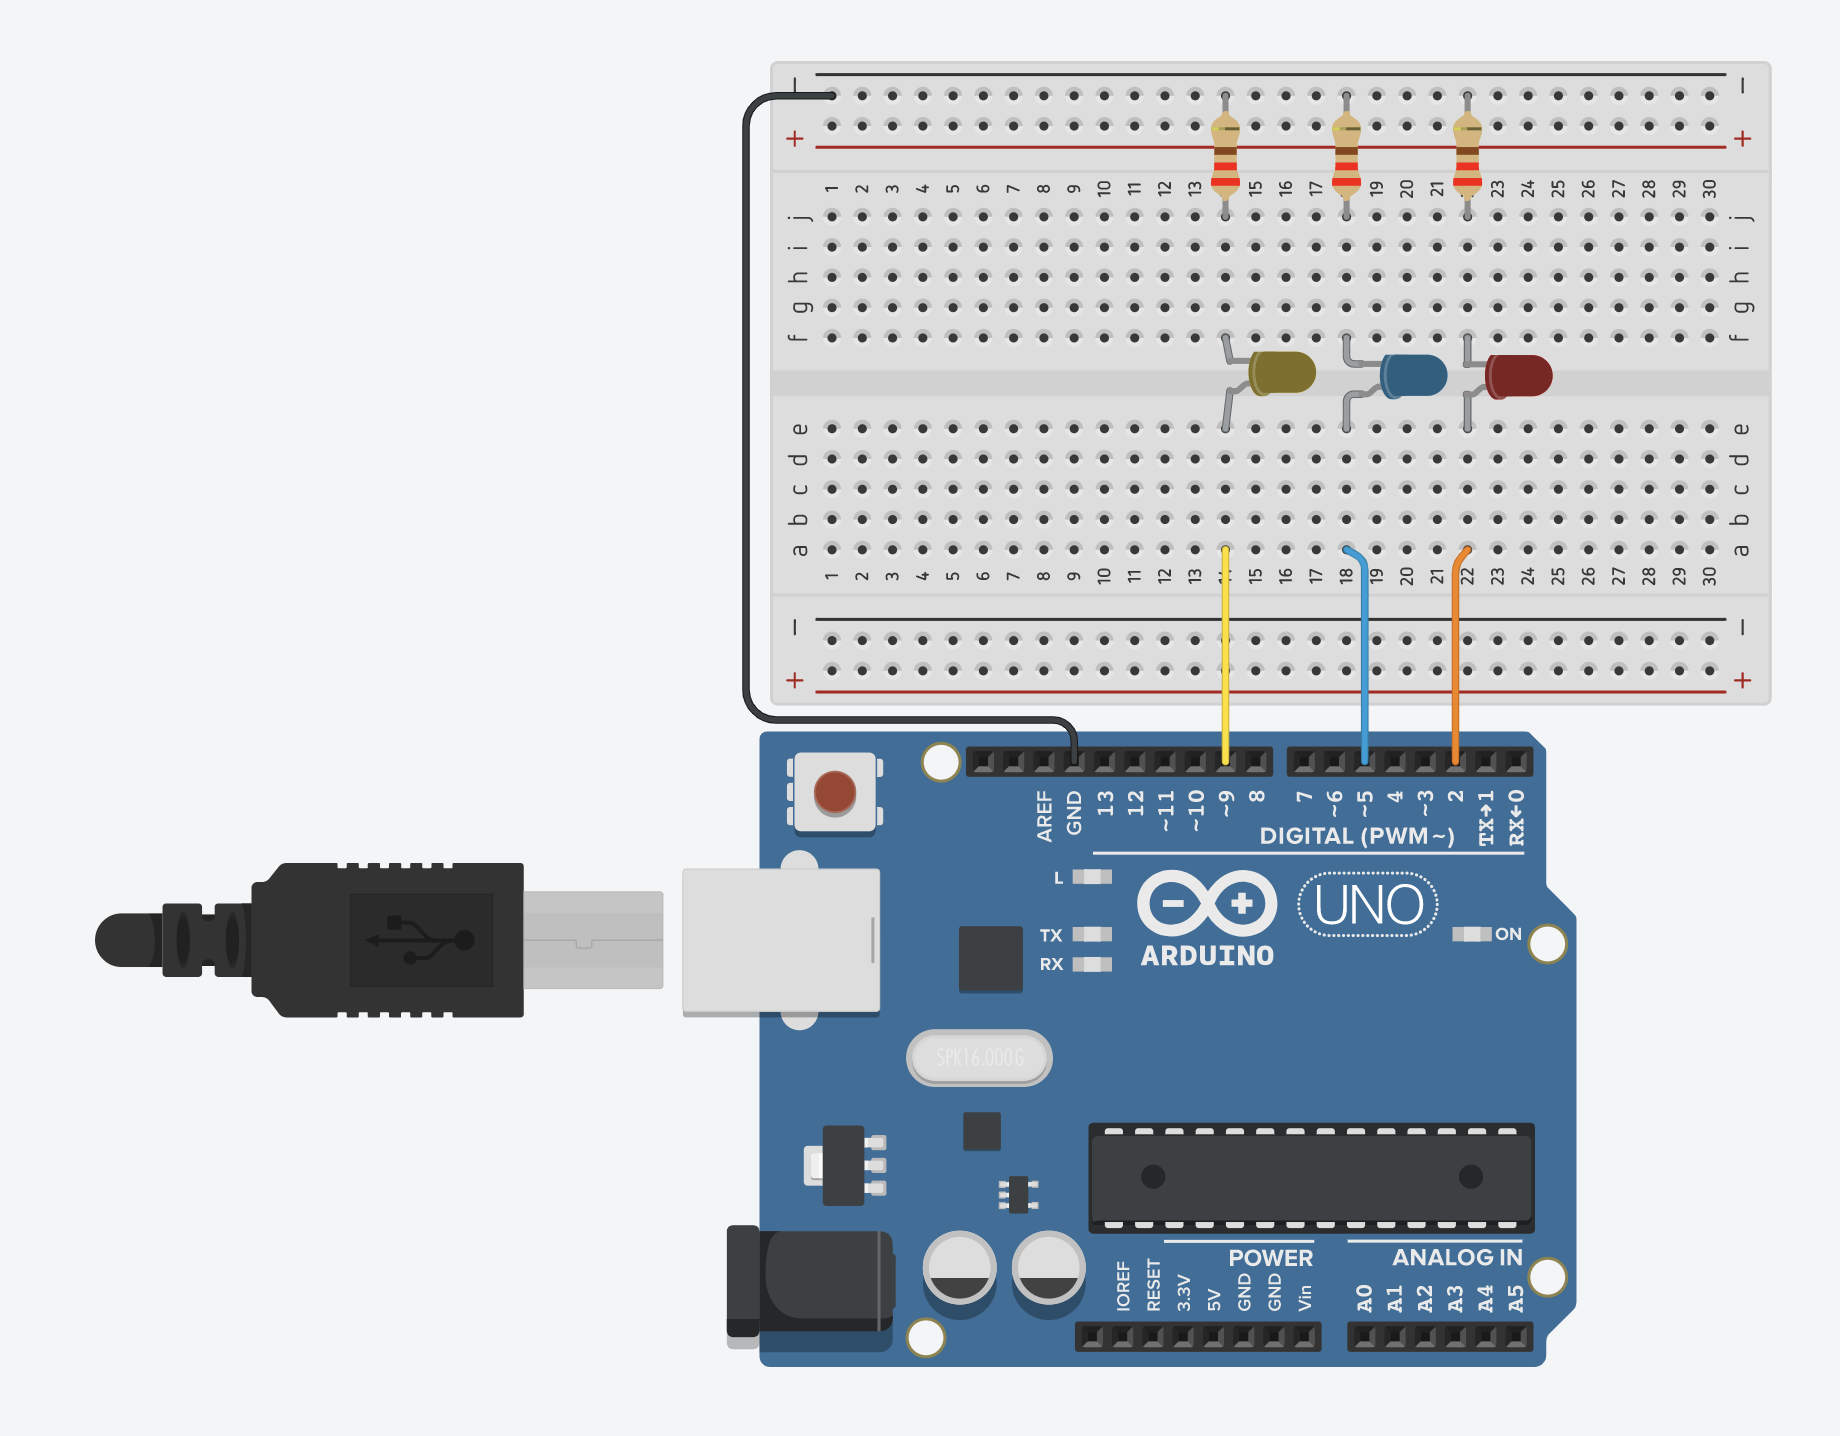 − −
+ +
1 2 3 4 5 6 7 8 9 10 11 12 13 15 16 17 19 20 21 23 24 25 26 27 28 29 30
j j
i i
h h
g g
f f
e e
d d
c c
b b
a a
1 2 3 4 5 6 7 8 9 10 11 12 13 14 15 16 17 18 19 20 21 22 23 24 25 26 27 28 29 30
− −
+ +
AREF GND 13 12 ~11 ~10 ~9 8 7 ~6 ~5 4 ~3 2 TX→1 RX←0
DIGITAL (PWM ~)
L
− + UNO
TX ON
ARDUINO
RX
SPK16.000G
POWER ANALOG IN
IOREF RESET 3.3V 5V GND GND Vin A0 A1 A2 A3 A4 A5